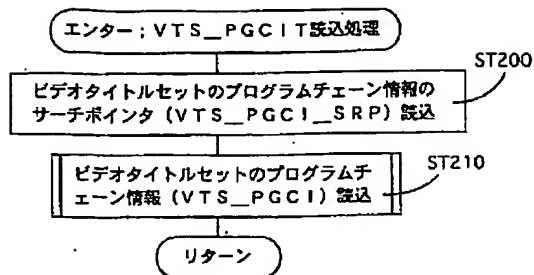 エンター；ＶＴＳ＿ＰＧＣＩＴ読込処理
ST200
ビデオタイトルセットのプログラムチェーン情報の
サーチポインタ（ＶＴＳ＿ＰＧＣＩ＿ＳＲＰ）読込
ST210
ビデオタイトルセットのプログラムチ
ェーン情報（ＶＴＳ＿ＰＧＣＩ）読込
リターン